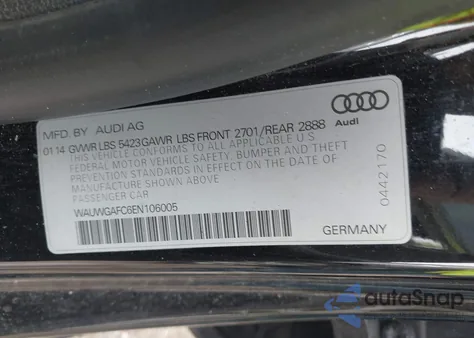 MFD. BY AUDI AG
01 14 GVWR LBS 5423 GAWR LBS FRONT 2701/REAR 2888
THIS VEHICLE CONFORMS TO ALL APPLICABLE U.S.
FEDERAL MOTOR VEHICLE SAFETY, BUMPER AND THEFT
PREVENTION STANDARDS IN EFFECT ON THE DATE OF
MANUFACTURE SHOWN ABOVE.
PASSENGER CAR
WAUWGAFC6EN106005
Audi
0442170
GERMANY
autoSnap